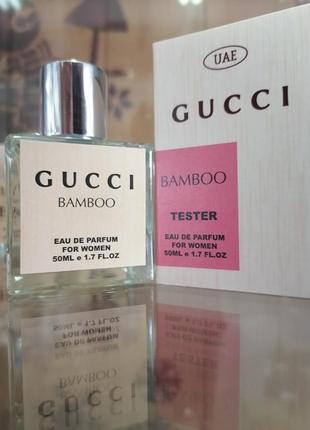 GUCCI
BAMBOO
EAU DE PARFUM
FOR WOMEN
50ML e 1.7 FL.OZ
UAE
GUCCI
BAMBOO
TESTER
EAU DE PARFUM
FOR WOMEN
50ML e 1.7 FL.OZ